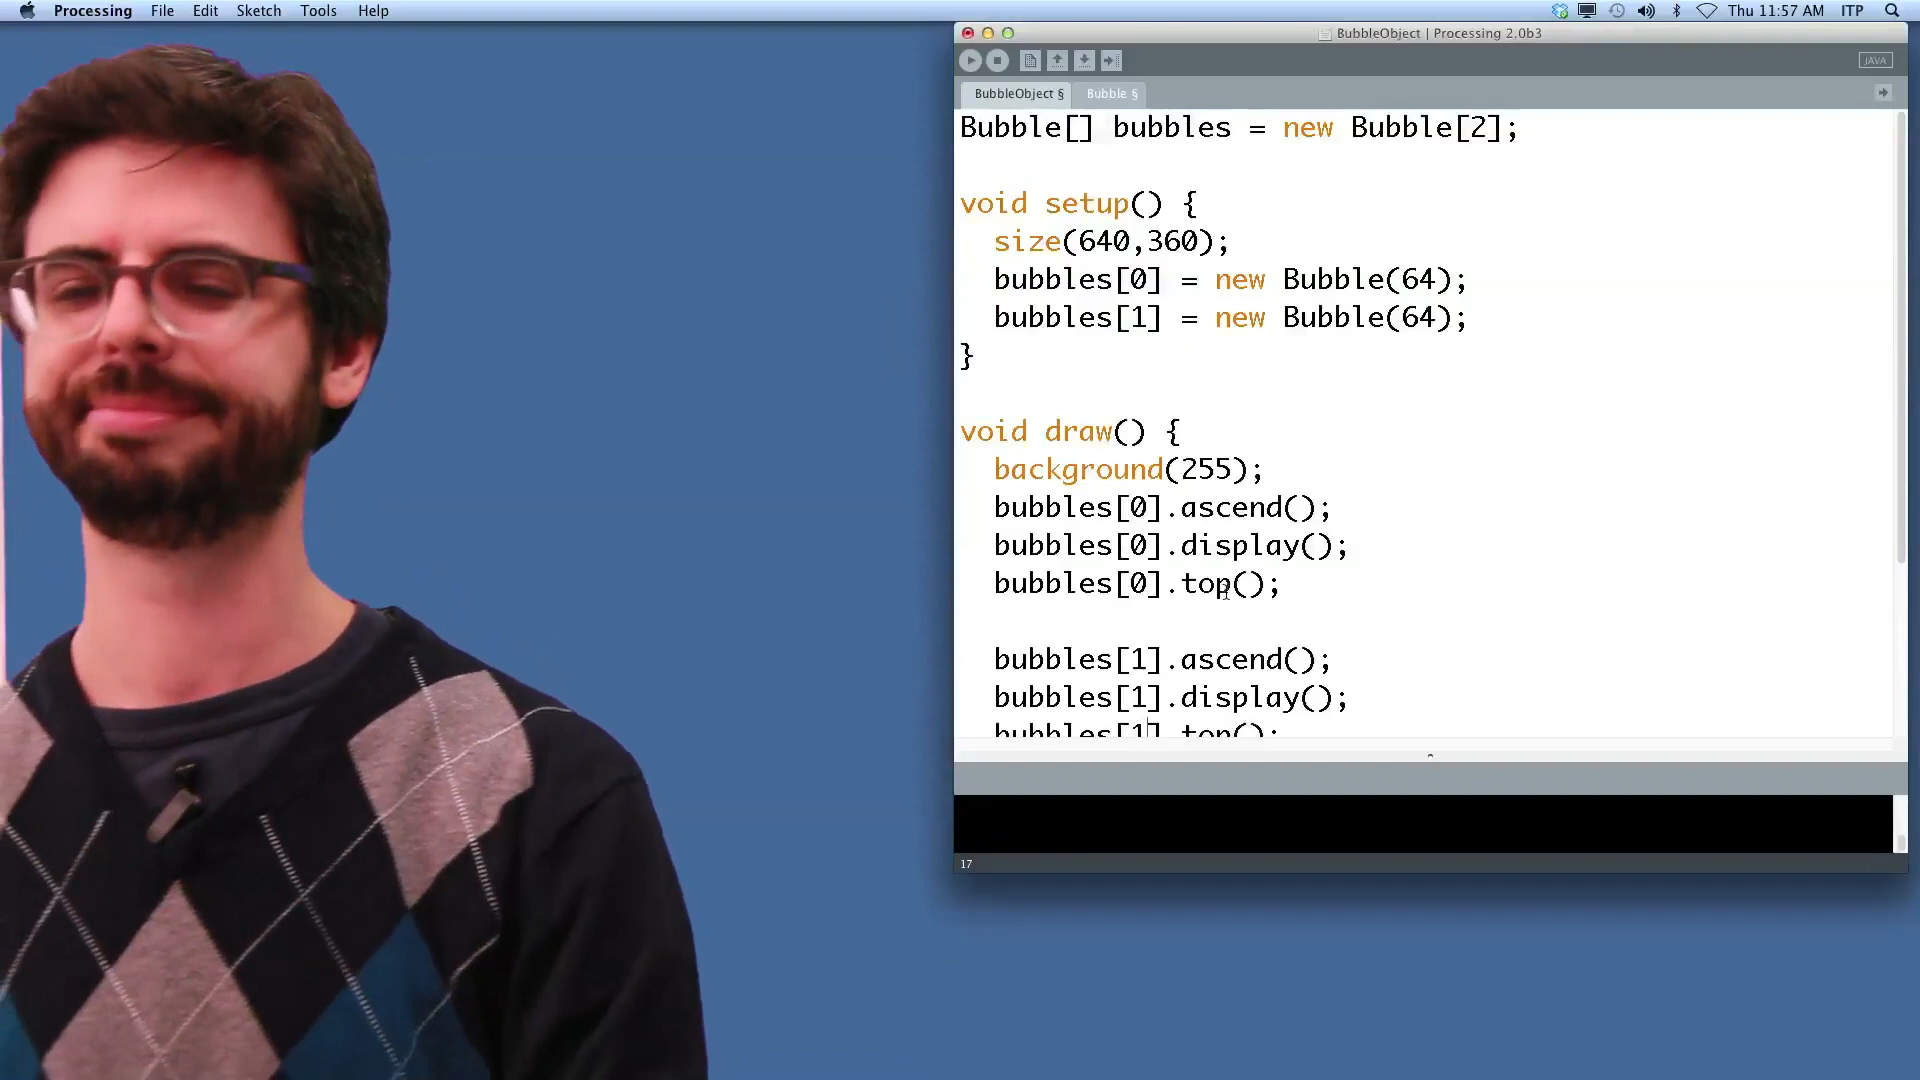 Processing File Edit Sketch Tools Help Thu 11:57 AM ITP
BubbleObject | Processing 2.0b3
JAVA
BubbleObject § Bubble §
Bubble[] bubbles = new Bubble[2];
void setup() {
size(640,360);
bubbles[0] = new Bubble(64);
bubbles[1] = new Bubble(64);
}
void draw() {
background(255);
bubbles[0].ascend();
bubbles[0].display();
bubbles[0].top();
bubbles[1].ascend();
bubbles[1].display();
bubbles[1].top();
17